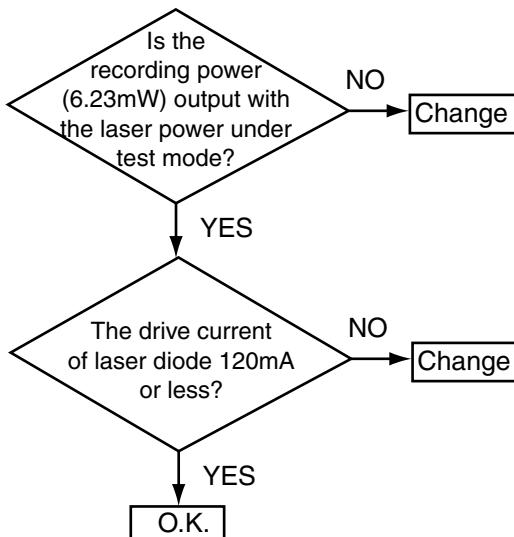 Is the
recording power
(6.23mW) output with
the laser power under
test mode?
NO
Change
YES
The drive current
of laser diode 120mA
or less?
NO
Change
YES
O.K.